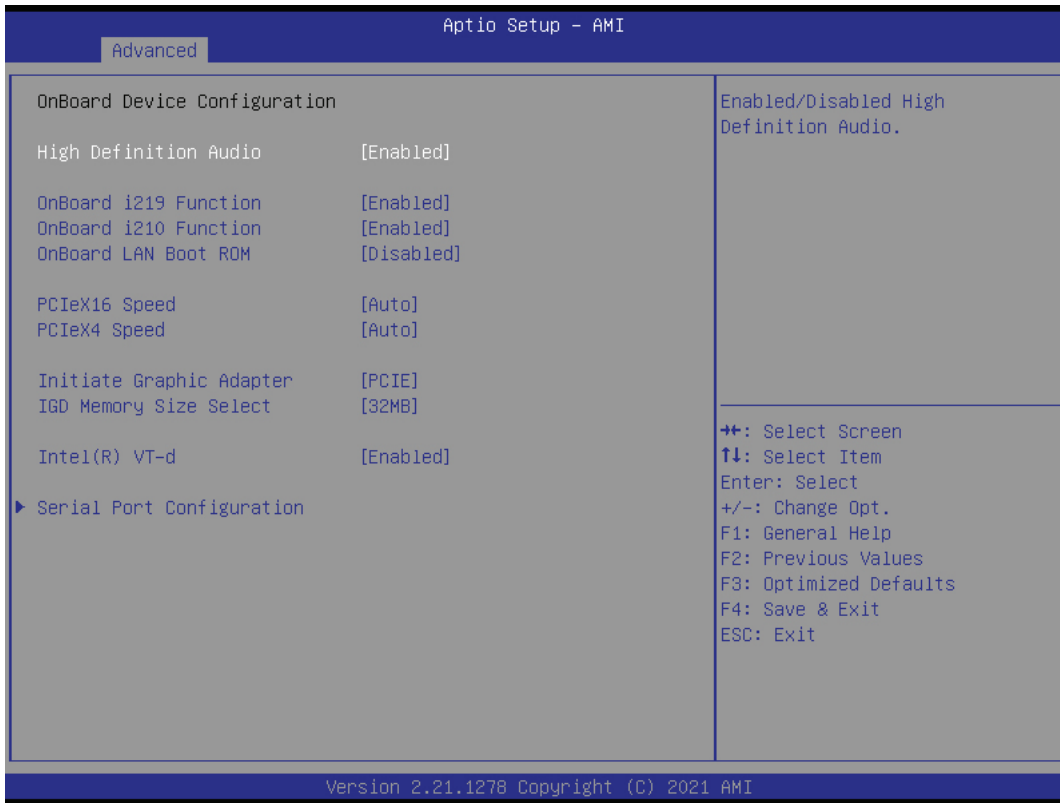 Aptio Setup – AMI
Advanced
OnBoard Device Configuration
High Definition Audio [Enabled]
OnBoard i219 Function [Enabled]
OnBoard i210 Function [Enabled]
OnBoard LAN Boot ROM [Disabled]
PCIeX16 Speed [Auto]
PCIeX4 Speed [Auto]
Initiate Graphic Adapter [PCIE]
IGD Memory Size Select [32MB]
Intel(R) VT-d [Enabled]
▶ Serial Port Configuration
Enabled/Disabled High
Definition Audio.
→←: Select Screen
↑↓: Select Item
Enter: Select
+/-: Change Opt.
F1: General Help
F2: Previous Values
F3: Optimized Defaults
F4: Save & Exit
ESC: Exit
Version 2.21.1278 Copyright (C) 2021 AMI